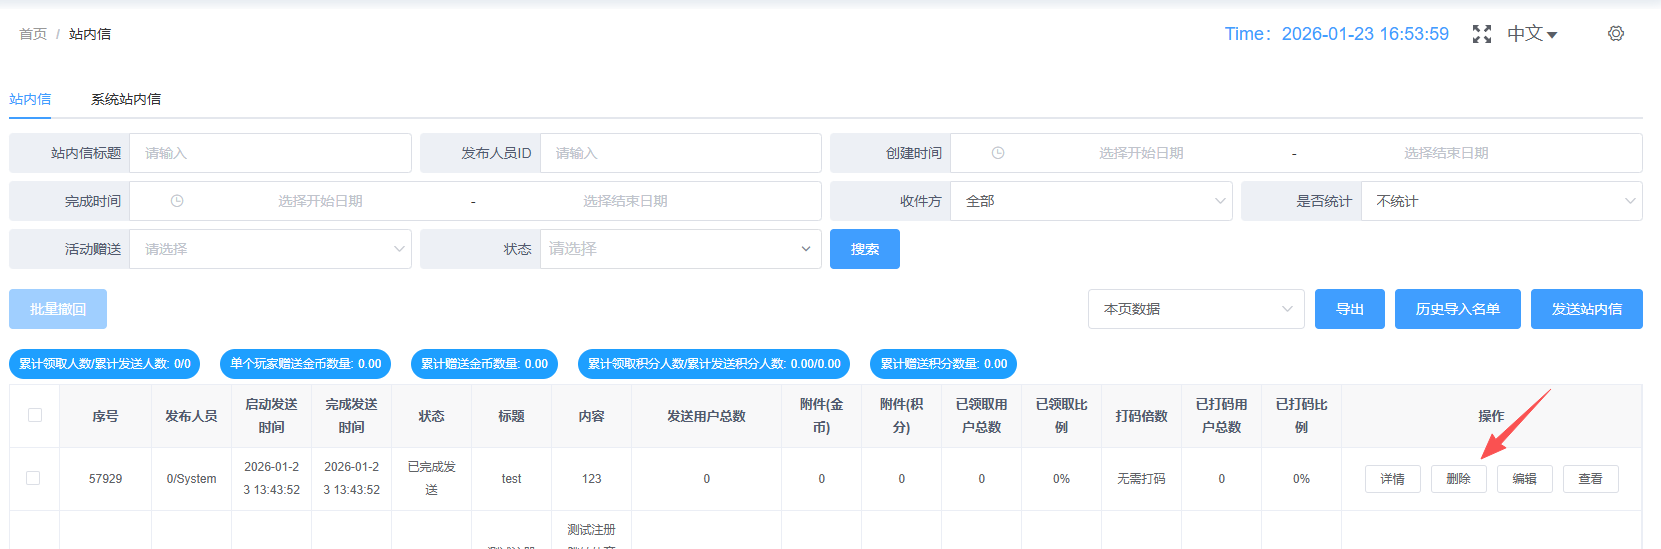 首页 / 站内信
Time：2026-01-23 16:53:59 中文
站内信 系统站内信
站内信标题 请输入 发布人员ID 请输入 创建时间 选择开始日期 - 选择结束日期
完成时间 选择开始日期 - 选择结束日期 收件方 全部 是否统计 不统计
活动赠送 请选择 状态 请选择 搜索
批量撤回 本页数据 导出 历史导入名单 发送站内信
累计领取人数/累计发送人数: 0/0 单个玩家赠送金币数量: 0.00 累计赠送金币数量: 0.00 累计领取积分人数/累计发送积分人数: 0.00/0.00 累计赠送积分数量: 0.00
序号 发布人员 启动发送 完成发送 状态 标题 内容 发送用户总数 附件(金 附件(积 已领取用 已领取比 打码倍数 已打码用 已打码比 操作
时间 时间 币) 分) 户总数 例 户总数 例
57929 0/System 2026-01-2 2026-01-2 已完成发 test 123 0 0 0 0 0% 无需打码 0 0% 详情 删除 编辑 查看
3 13:43:52 3 13:43:52 送
测试注册